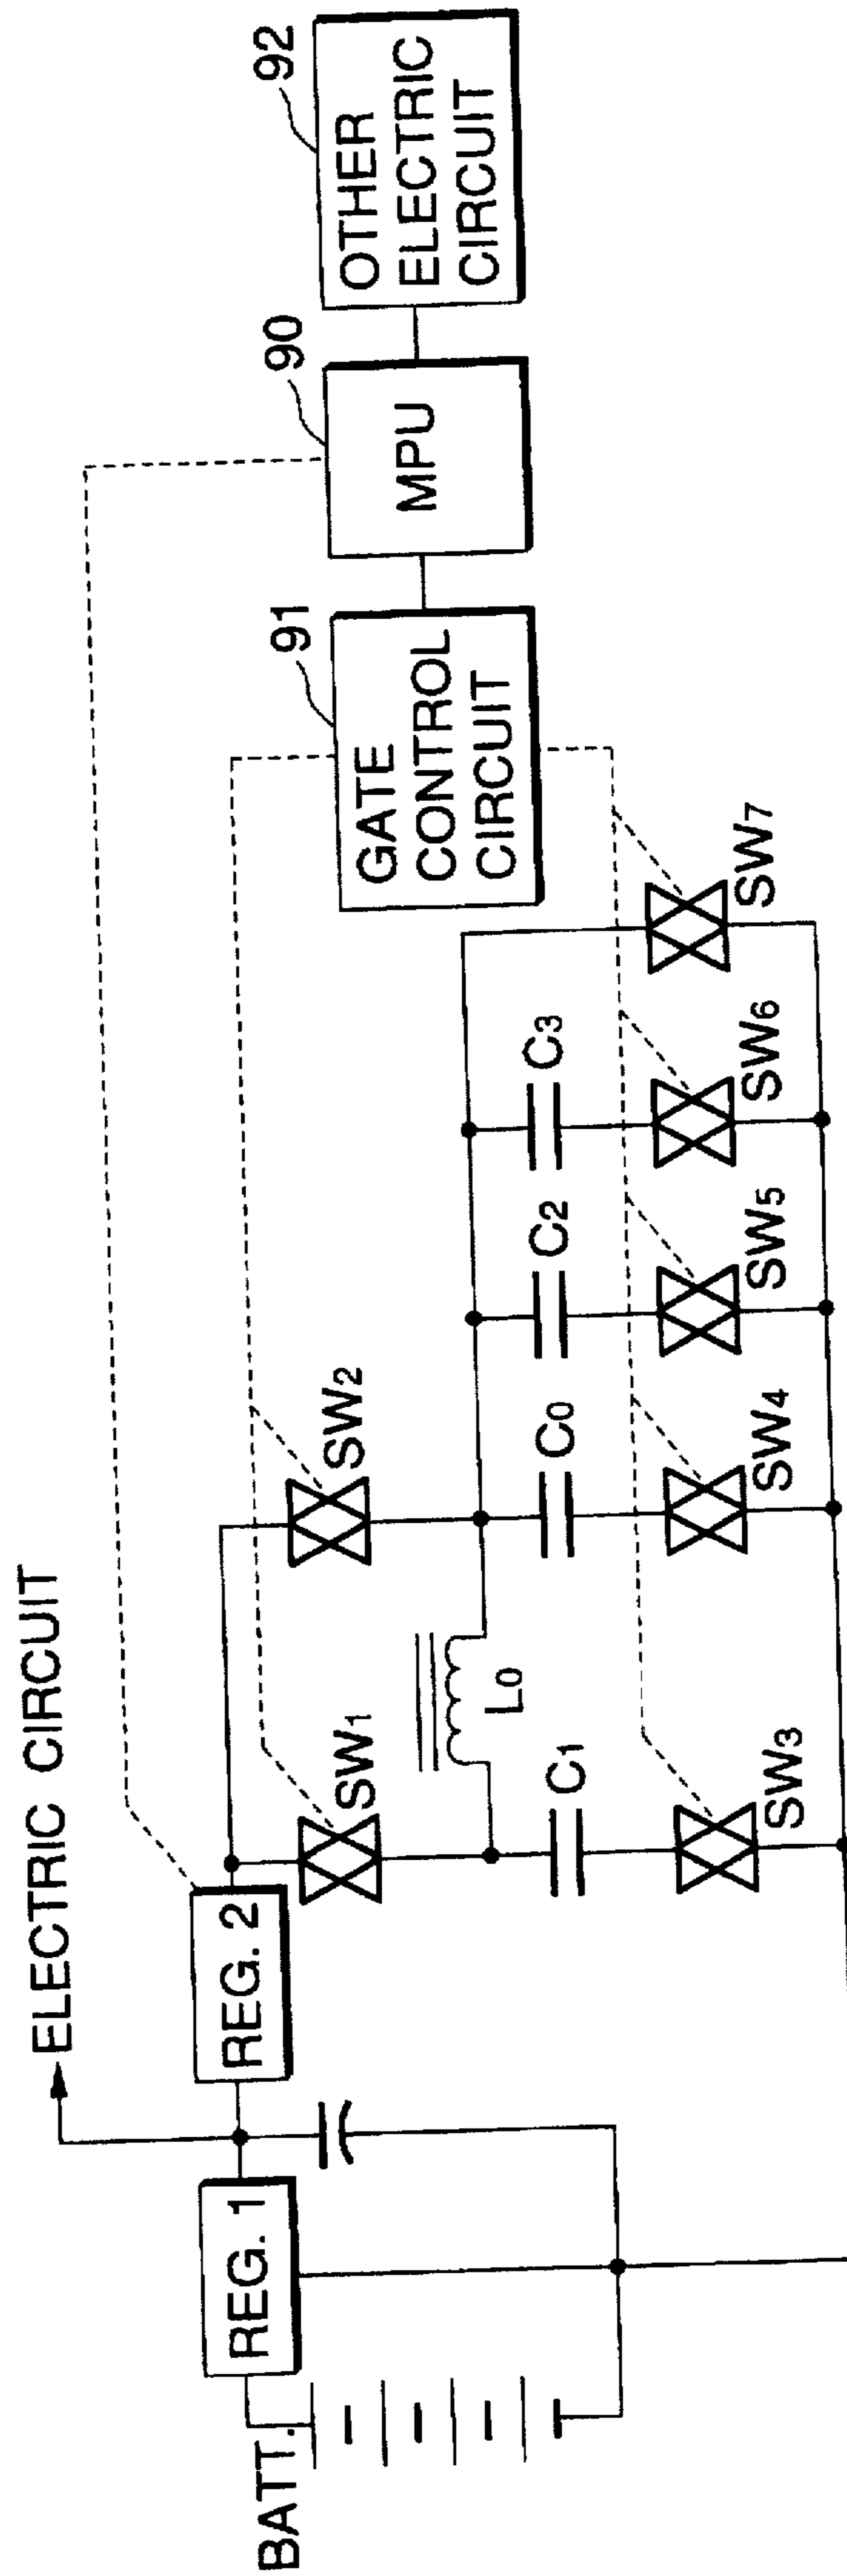 ELECTRIC CIRCUIT
BATT.
REG. 1
REG. 2
SW1
SW2
L0
C1
C0
C2
C3
SW3
SW4
SW5
SW6
SW7
91
GATE
CONTROL
CIRCUIT
90
MPU
92
OTHER
ELECTRIC
CIRCUIT